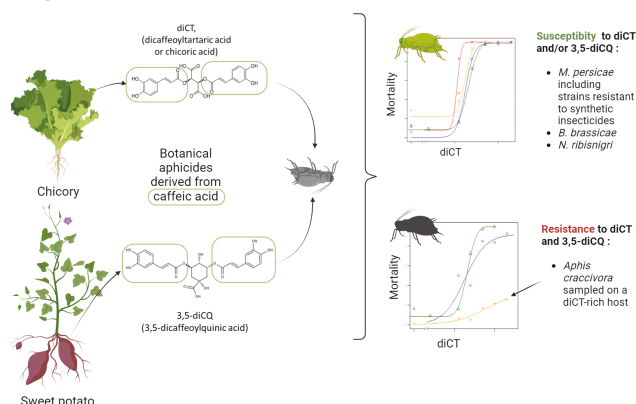 diCT,
(dicaffeoyltartaric acid
or chicoric acid)
Chicory
Botanical
aphicides
derived from
caffeic acid
3,5-diCQ
(3,5-dicaffeoylquinic acid)
Sweet potato
Mortality
diCT
Susceptibiity to diCT
and/or 3,5-diCQ :
• M. persicae
including
strains resistant
to synthetic
insecticides
• B. brassicae
• N. ribisnigri
Mortality
diCT
Resistance to diCT
and 3,5-diCQ :
• Aphis
craccivora
sampled on a
diCT-rich host